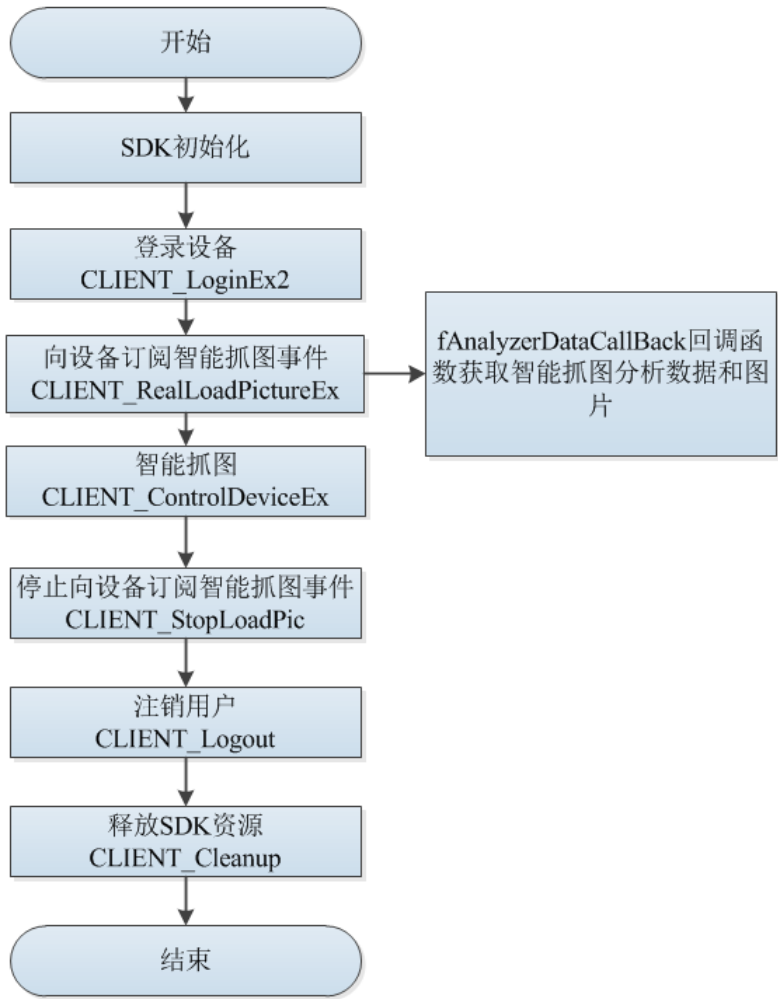 开始
SDK初始化
登录设备
CLIENT_LoginEx2
向设备订阅智能抓图事件
CLIENT_RealLoadPictureEx
fAnalyzerDataCallBack回调函
数获取智能抓图分析数据和图
片
智能抓图
CLIENT_ControlDeviceEx
停止向设备订阅智能抓图事件
CLIENT_StopLoadPic
注销用户
CLIENT_Logout
释放SDK资源
CLIENT_Cleanup
结束